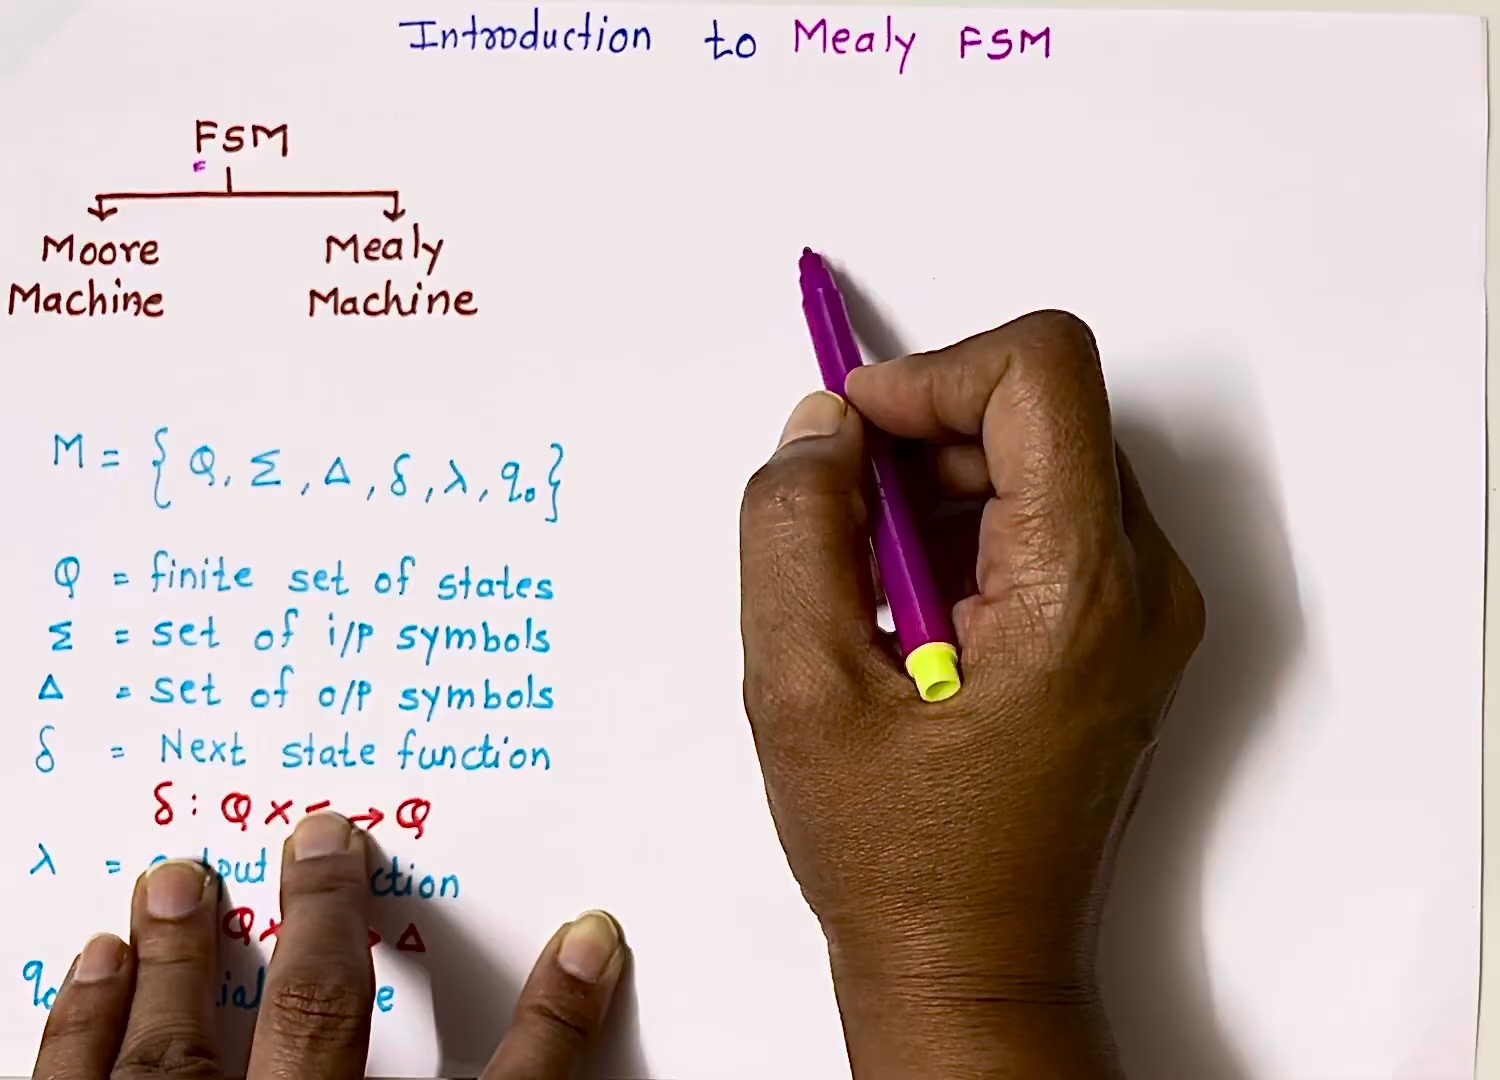 Introduction to Mealy FSM
FSM
Moore Machine
Mealy Machine
M = { Q, Σ, Δ, δ, λ, q₀ }
Q = finite set of states
Σ = set of i/p symbols
Δ = set of o/p symbols
δ = Next state function
δ : Q × → Q
λ =
Q × → Δ
q₀